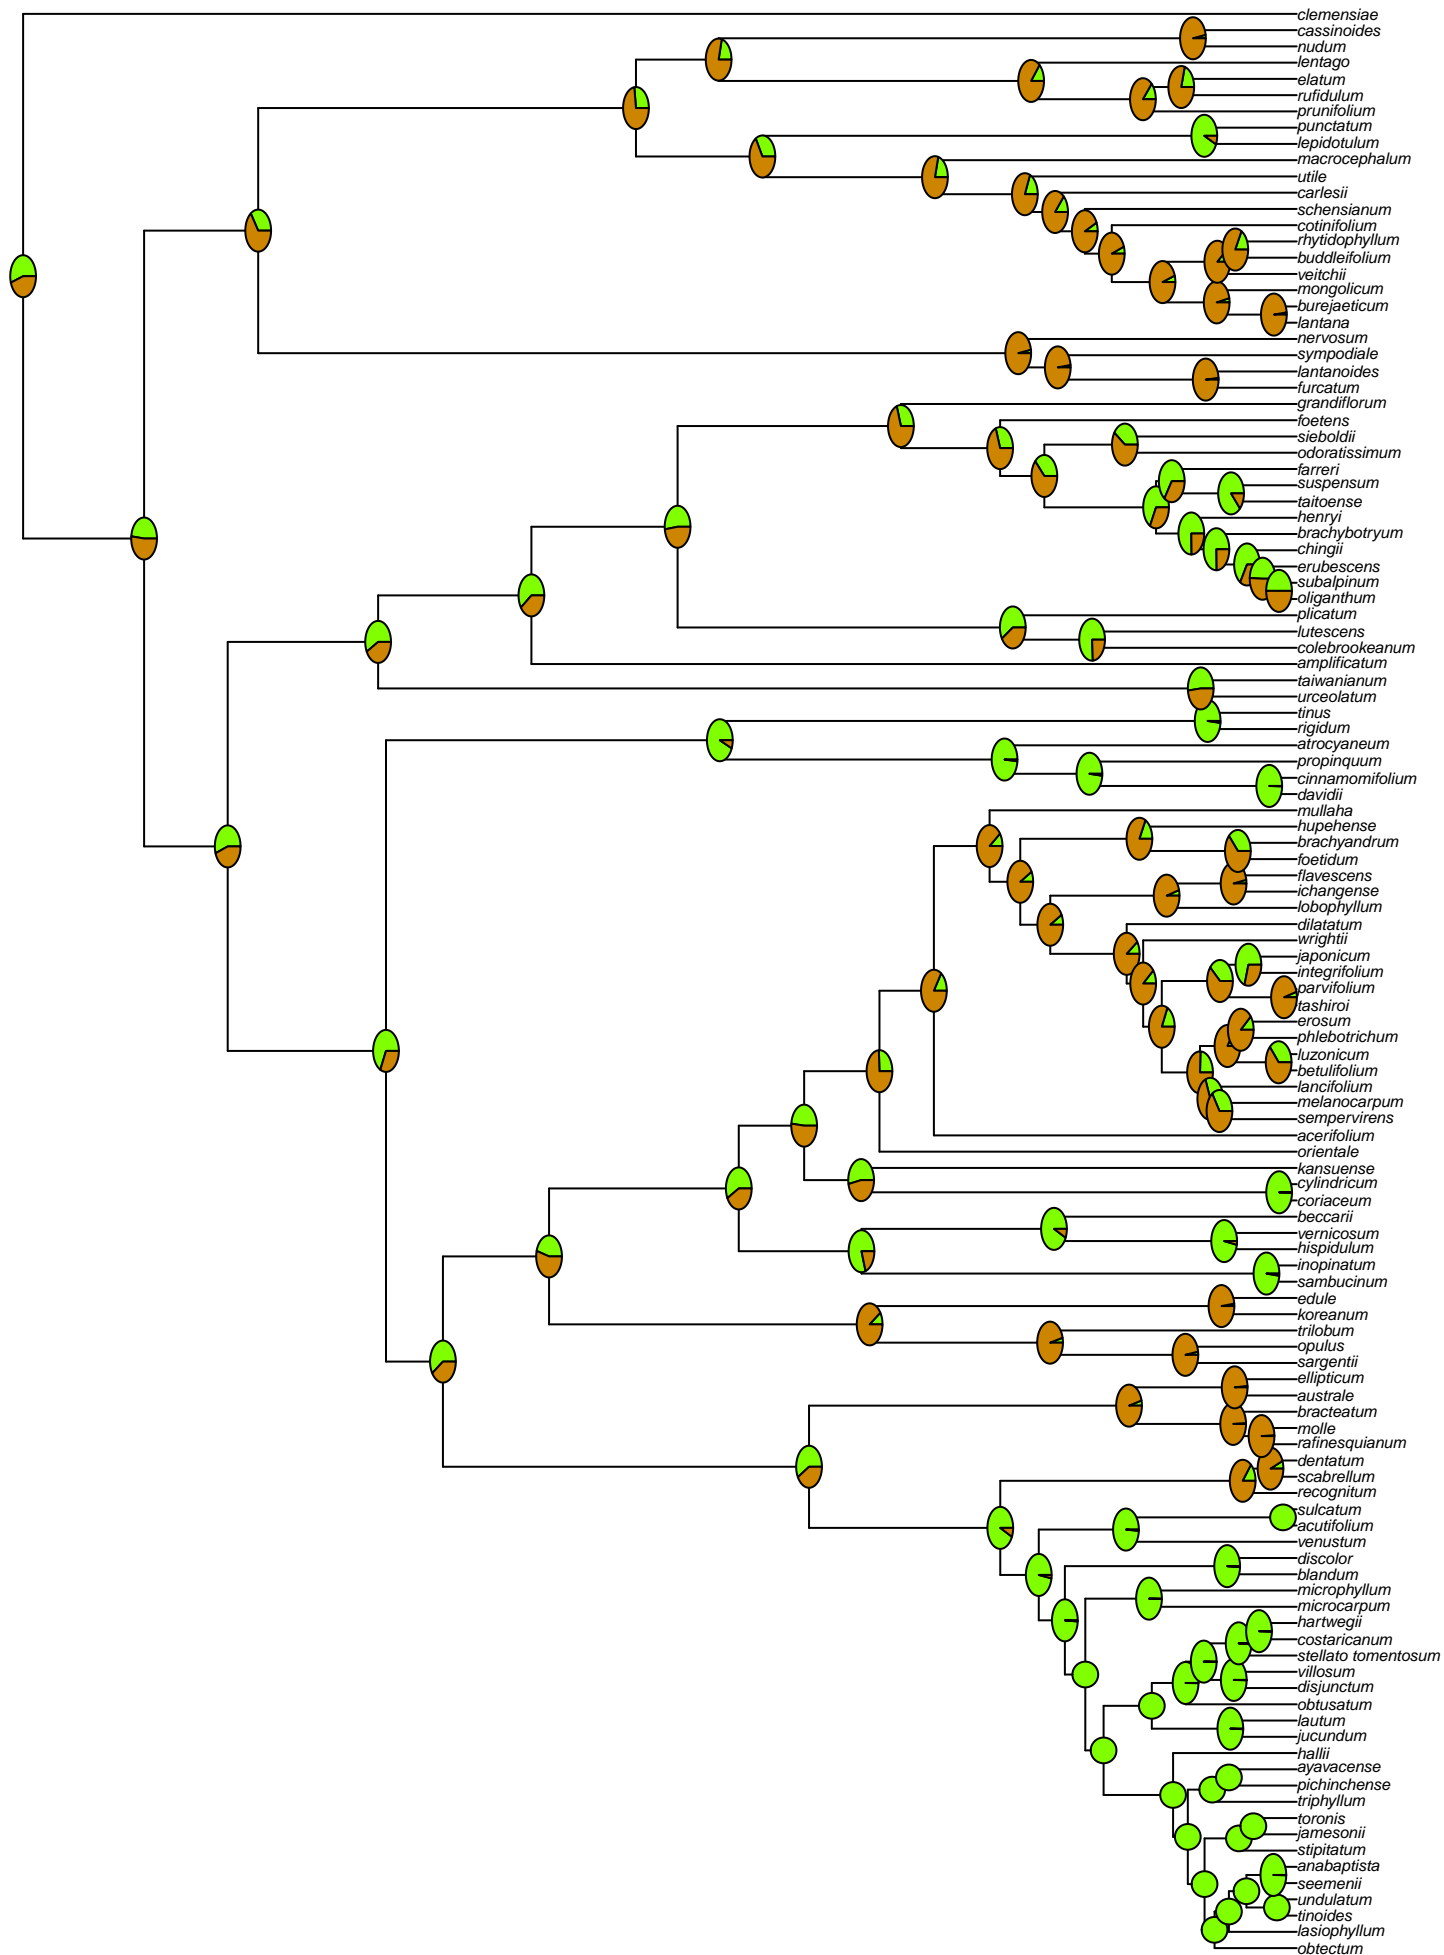 clemensiae
cassinoides
nudum
lentago
elatum
rufidulum
prunifolium
punctatum
lepidotulum
macrocephalum
utile
carlesii
schensianum
cotinifolium
rhytidophyllum
buddleifolium
veitchii
mongolicum
burejaeticum
lantana
nervosum
sympodiale
lantanoides
furcatum
grandiflorum
foetens
sieboldii
odoratissimum
farreri
suspensum
taitoense
henryi
brachybotryum
chingii
erubescens
subalpinum
oliganthum
plicatum
lutescens
colebrookeanum
amplificatum
taiwanianum
urceolatum
tinus
rigidum
atrocyaneum
propinquum
cinnamomifolium
davidii
mullaha
hupehense
brachyandrum
foetidum
flavescens
ichangense
lobophyllum
dilatatum
wrightii
japonicum
integrifolium
parvifolium
tashiroi
erosum
phlebotrichum
luzonicum
betulifolium
lancifolium
melanocarpum
sempervirens
acerifolium
orientale
kansuense
cylindricum
coriaceum
beccarii
vernicosum
hispidulum
inopinatum
sambucinum
edule
koreanum
trilobum
opulus
sargentii
ellipticum
australe
bracteatum
molle
rafinesquianum
dentatum
scabrellum
recognitum
sulcatum
acutifolium
venustum
discolor
blandum
microphyllum
microcarpum
hartwegii
costaricanum
stellato tomentosum
villosum
disjunctum
obtusatum
lautum
jucundum
hallii
ayavacense
pichinchense
triphyllum
toronis
jamesonii
stipitatum
anabaptista
seemenii
undulatum
tinoides
lasiophyllum
obtectum